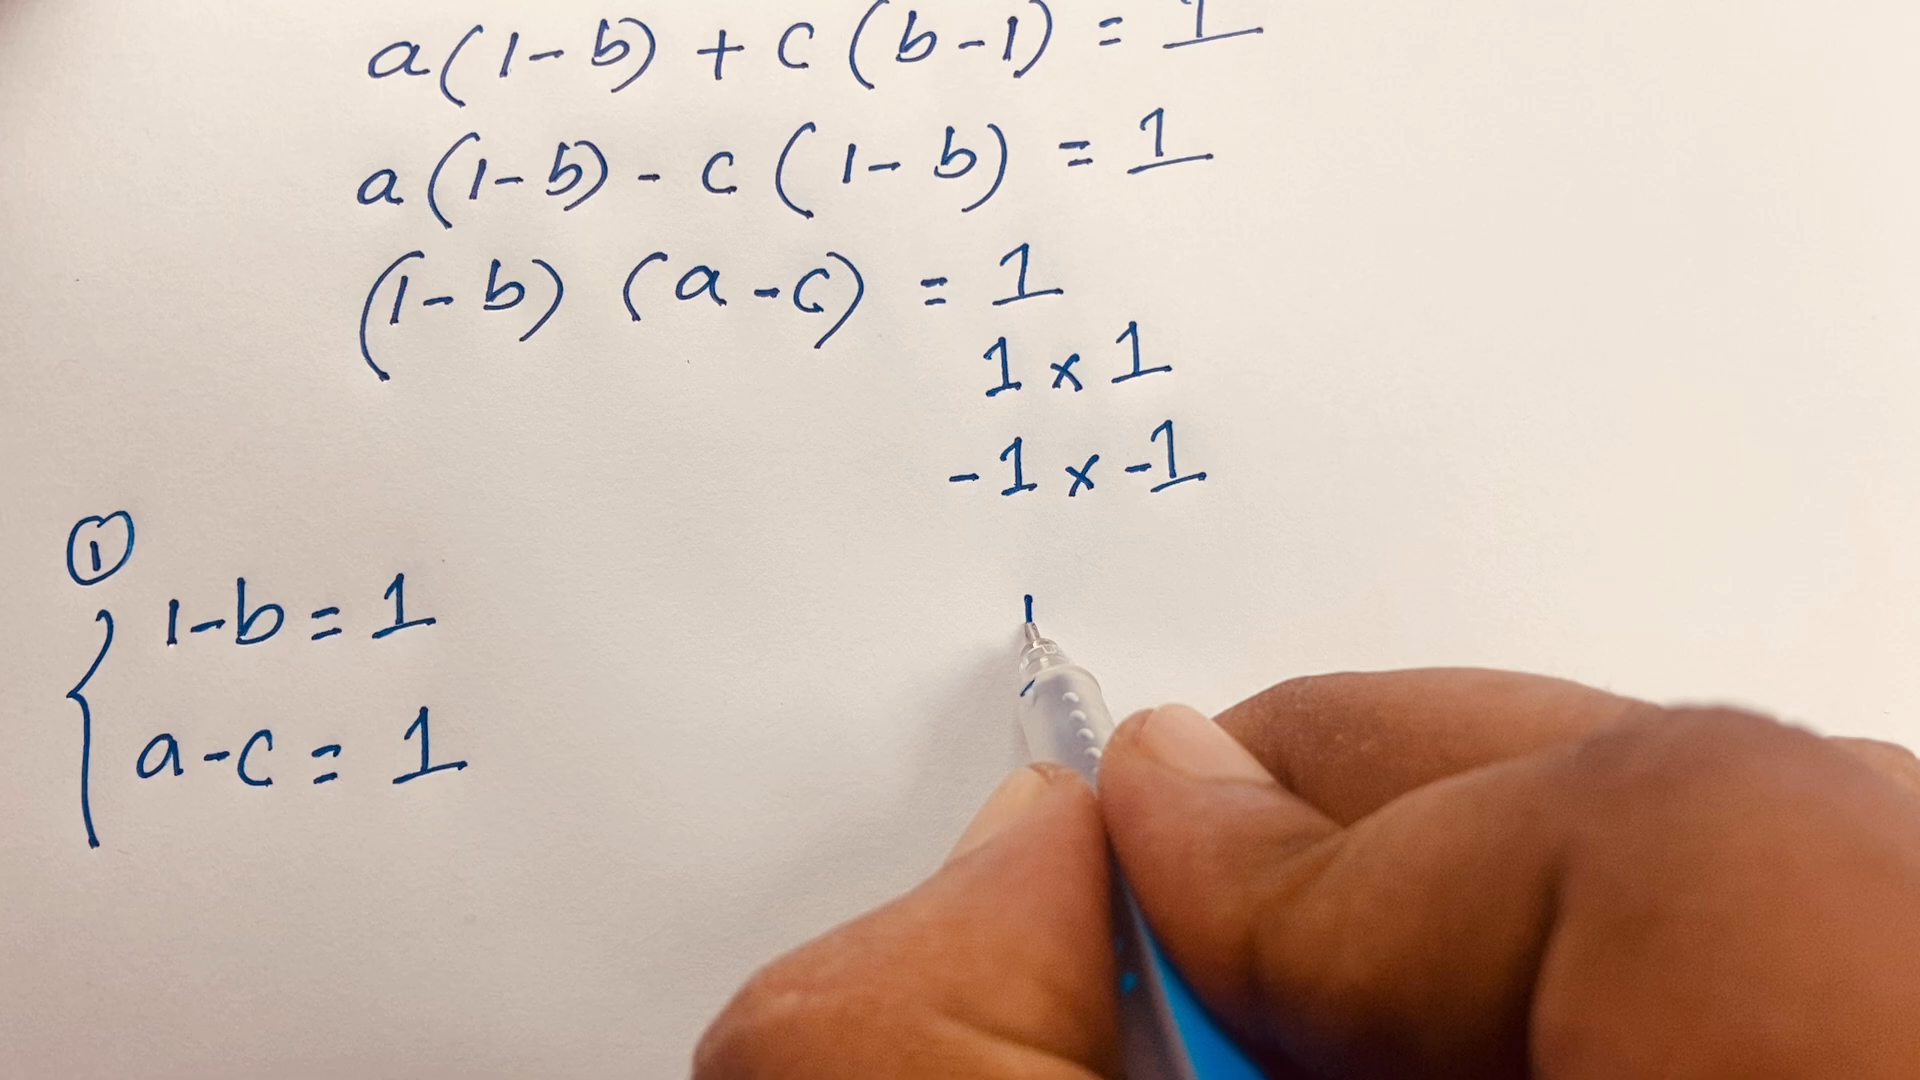 a(1-b) + c(b-1) = 1
a(1-b) - c(1-b) = 1
(1-b) (a-c) = 1
1 x 1
-1 x -1
①
1-b = 1
a-c = 1